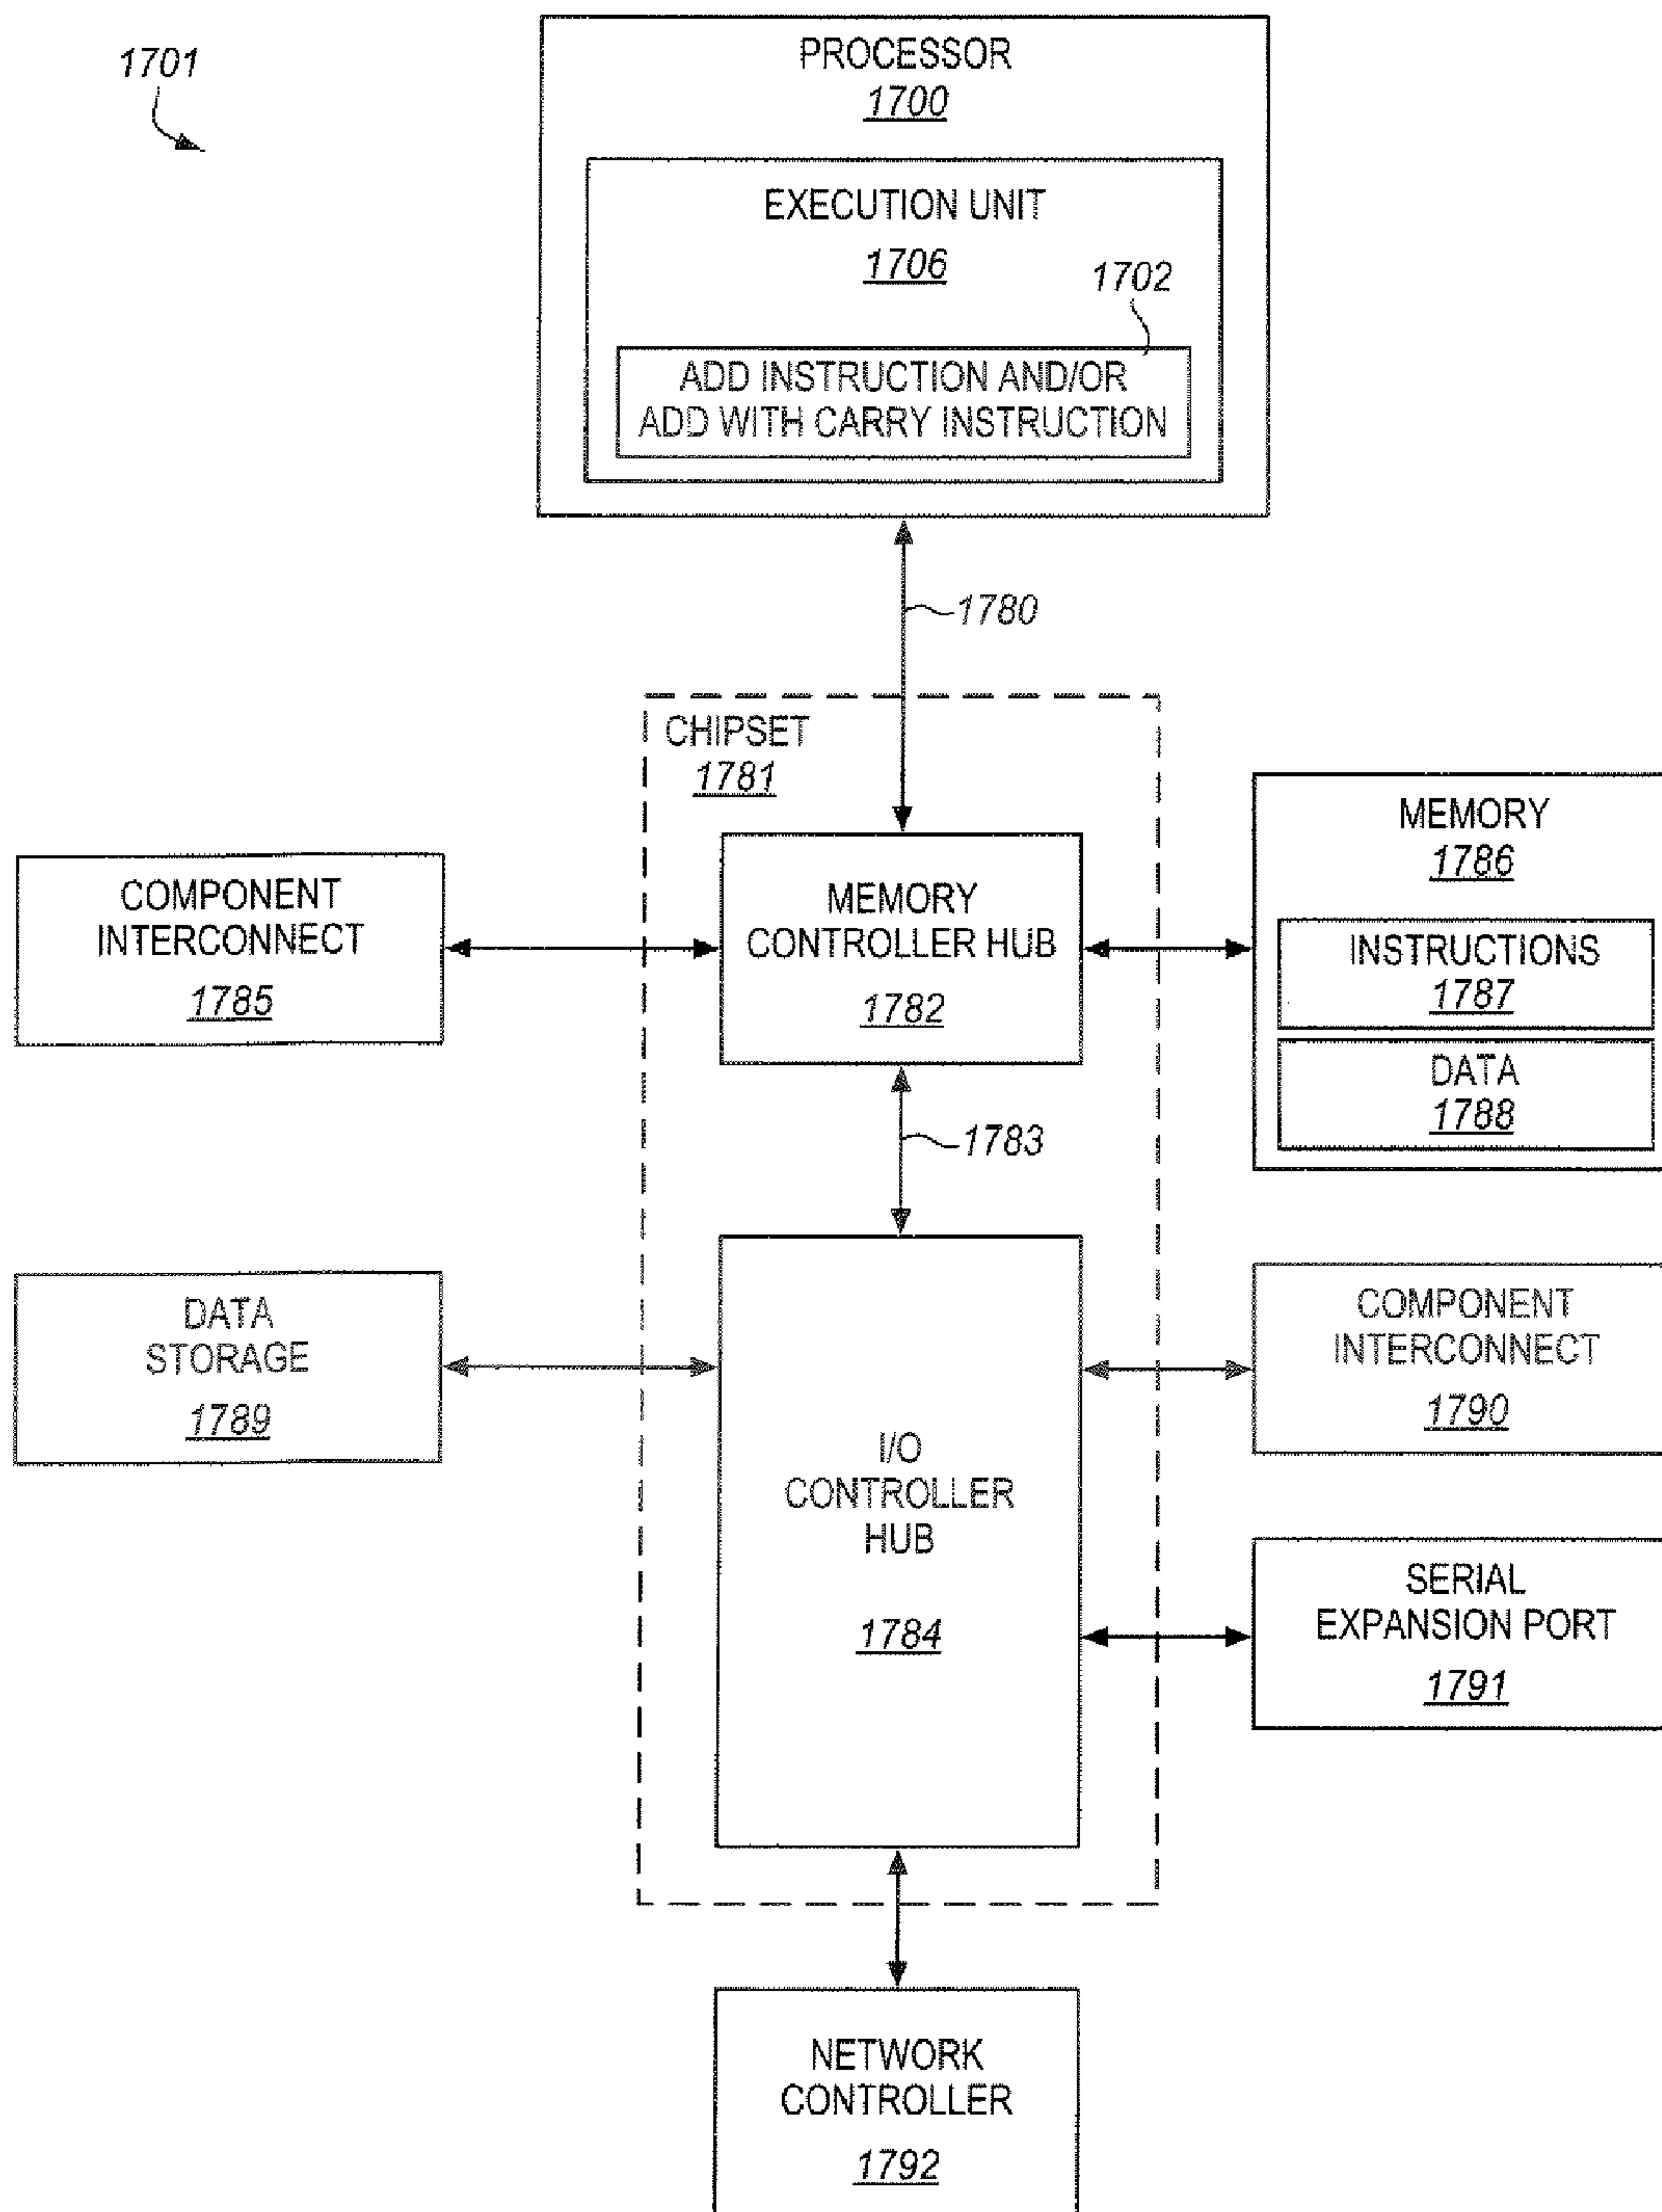 1701
PROCESSOR
1700
EXECUTION UNIT
1706
1702
ADD INSTRUCTION AND/OR
ADD WITH CARRY INSTRUCTION
1780
CHIPSET
1781
COMPONENT
INTERCONNECT
1785
MEMORY
CONTROLLER HUB
1782
MEMORY
1786
INSTRUCTIONS
1787
DATA
1788
1783
DATA
STORAGE
1789
I/O
CONTROLLER
HUB
1784
COMPONENT
INTERCONNECT
1790
SERIAL
EXPANSION PORT
1791
NETWORK
CONTROLLER
1792